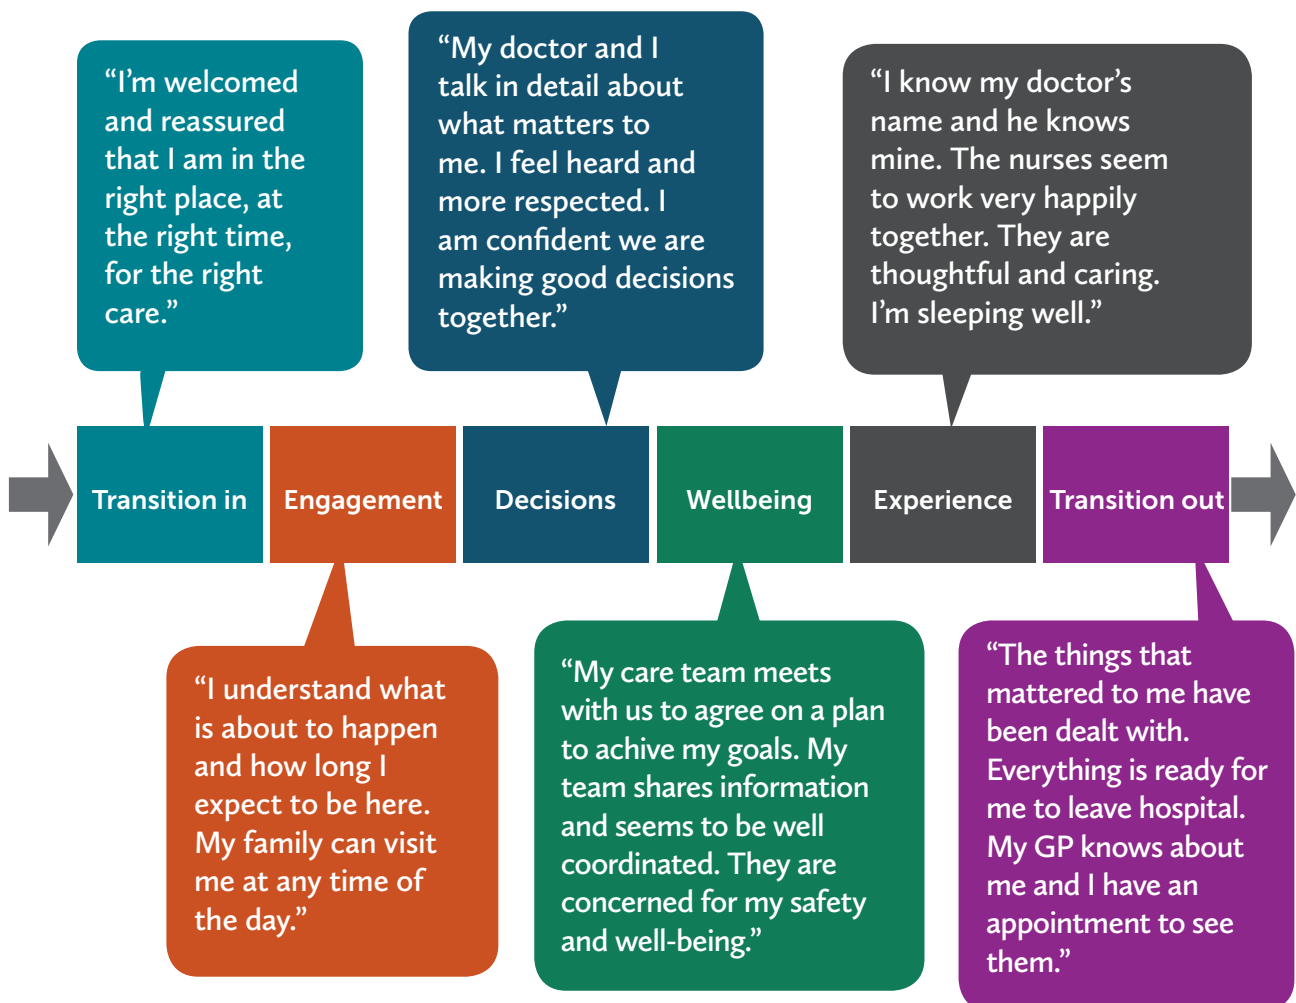 “I’m welcomed
and reassured
that I am in the
right place, at
the right time,
for the right
care.”
“My doctor and I
talk in detail about
what matters to
me. I feel heard and
more respected. I
am confident we are
making good decisions
together.”
“I know my doctor’s
name and he knows
mine. The nurses seem
to work very happily
together. They are
thoughtful and caring.
I’m sleeping well.”
Transition in
Engagement
Decisions
Wellbeing
Experience
Transition out
“I understand what
is about to happen
and how long I
expect to be here.
My family can visit
me at any time of
the day.”
“My care team meets
with us to agree on a plan
to achive my goals. My
team shares information
and seems to be well
coordinated. They are
concerned for my safety
and well-being.”
“The things that
mattered to me have
been dealt with.
Everything is ready for
me to leave hospital.
My GP knows about
me and I have an
appointment to see
them.”